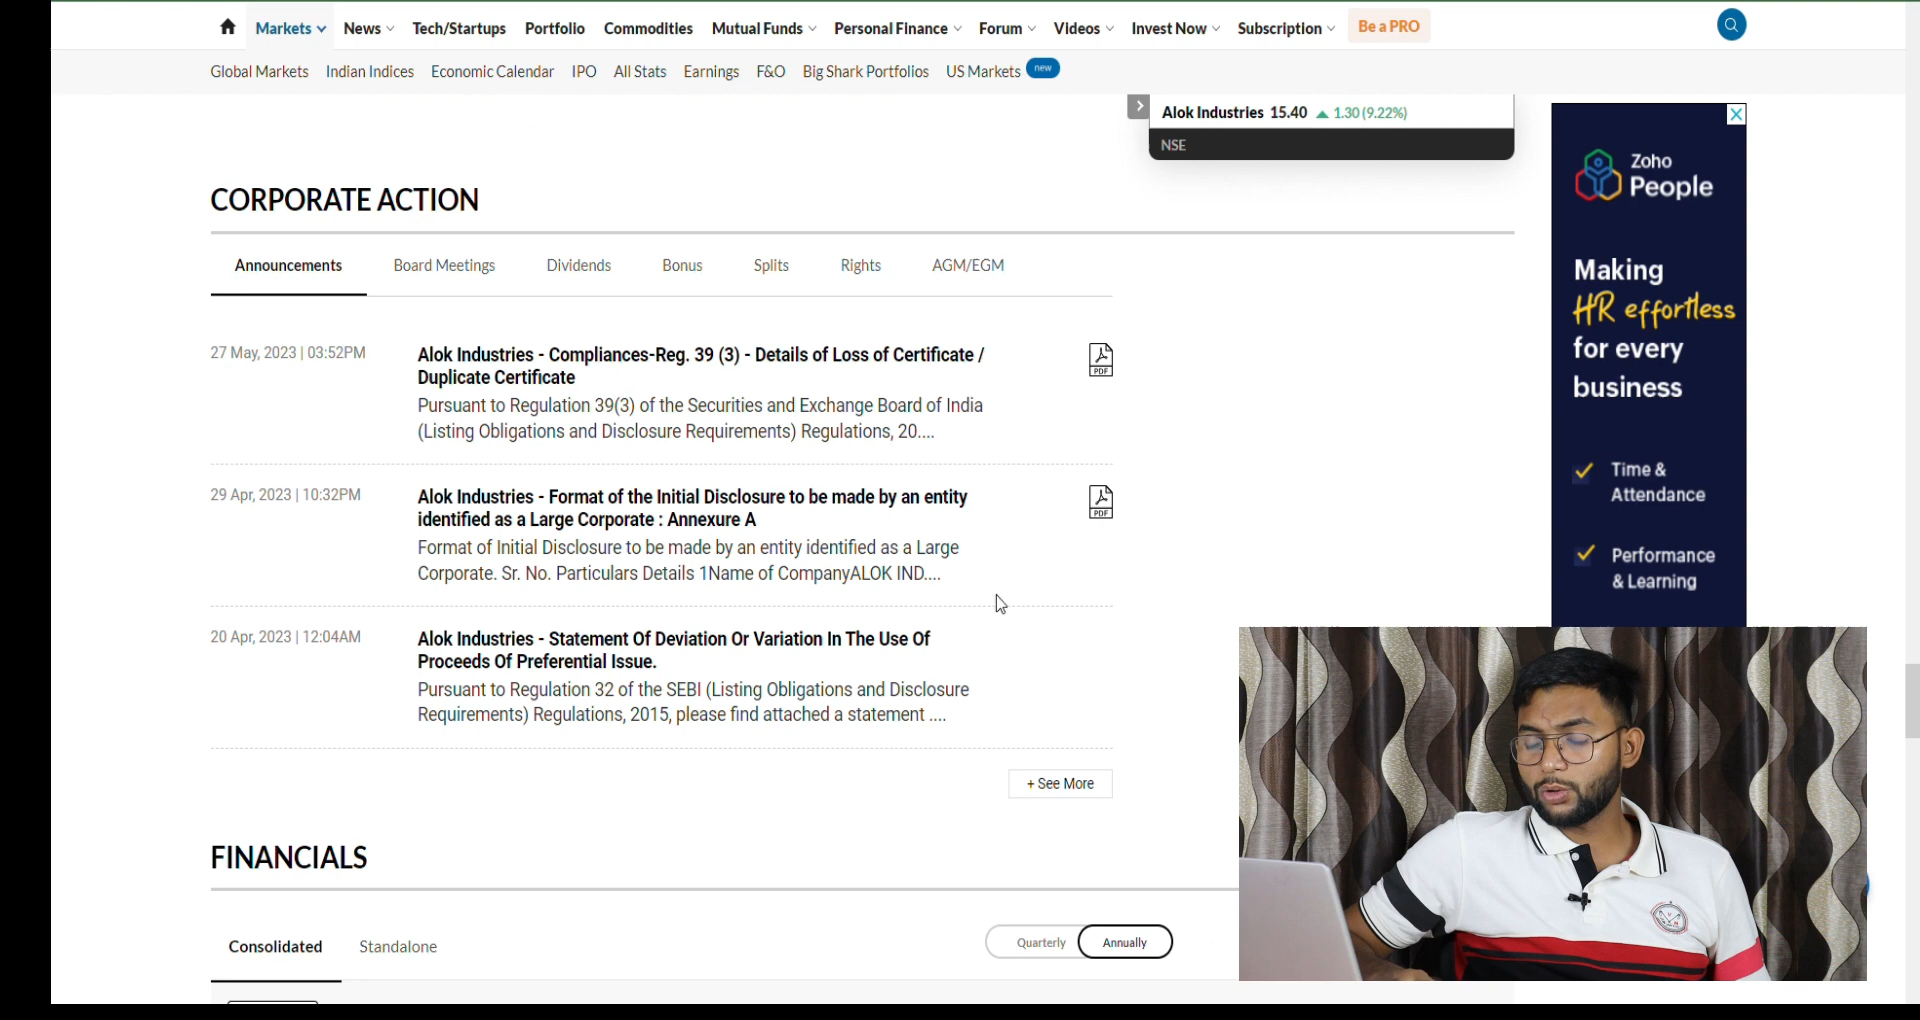 Markets News Tech/Startups Portfolio Commodities Mutual Funds Personal Finance Forum Videos Invest Now Subscription Be a PRO
Global Markets Indian Indices Economic Calendar IPO All Stats Earnings F&O Big Shark Portfolios US Markets new
Alok Industries 15.40 ▲ 1.30 (9.22%)
NSE
CORPORATE ACTION
Announcements Board Meetings Dividends Bonus Splits Rights AGM/EGM
27 May, 2023 | 03:52PM
Alok Industries - Compliances-Reg. 39 (3) - Details of Loss of Certificate /
Duplicate Certificate
Pursuant to Regulation 39(3) of the Securities and Exchange Board of India
(Listing Obligations and Disclosure Requirements) Regulations, 20....
PDF
29 Apr, 2023 | 10:32PM
Alok Industries - Format of the Initial Disclosure to be made by an entity
identified as a Large Corporate : Annexure A
Format of Initial Disclosure to be made by an entity identified as a Large
Corporate. Sr. No. Particulars Details 1Name of CompanyALOK IND....
PDF
20 Apr, 2023 | 12:04AM
Alok Industries - Statement Of Deviation Or Variation In The Use Of
Proceeds Of Preferential Issue.
Pursuant to Regulation 32 of the SEBI (Listing Obligations and Disclosure
Requirements) Regulations, 2015, please find attached a statement ....
+ See More
FINANCIALS
Consolidated Standalone
Quarterly Annually
Zoho
People
Making
HR effortless
for every
business
Time &
Attendance
Performance
& Learning